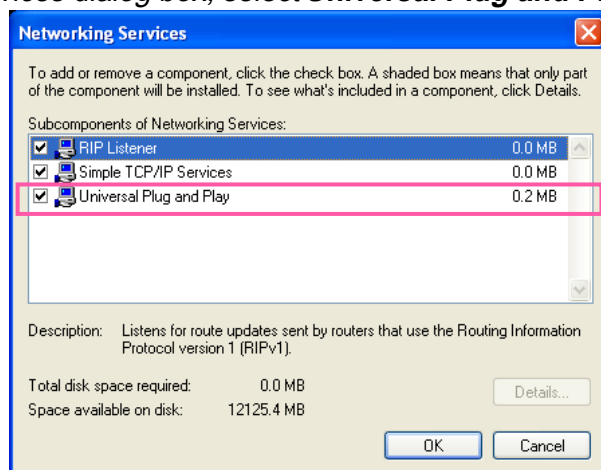 dialog box, select Universal Plug and
Networking Services
To add or remove a component, click the check box. A shaded box means that only part
of the component will be installed. To see what's included in a component, click Details.
Subcomponents of Networking Services:
RIP Listener 0.0 MB
Simple TCP/IP Services 0.0 MB
Universal Plug and Play 0.2 MB
Description: Listens for route updates sent by routers that use the Routing Information
Protocol version 1 (RIPv1).
Total disk space required: 0.0 MB
Space available on disk: 12125.4 MB
Details...
OK Cancel